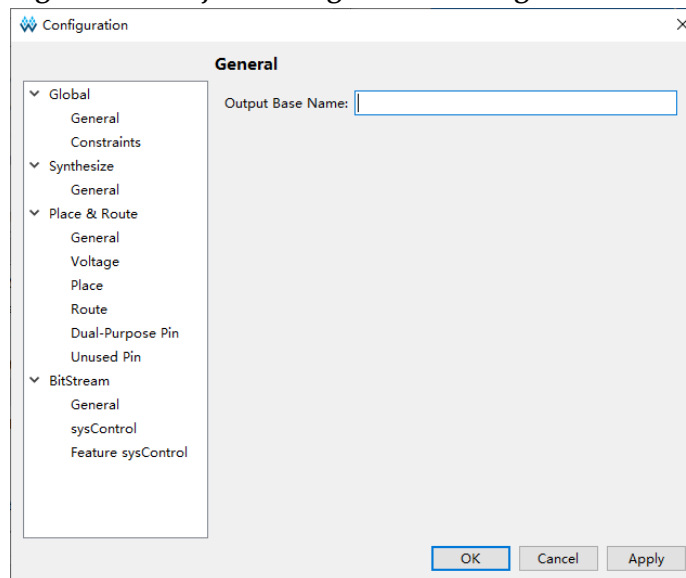 Configuration
General
Output Base Name:
Global
General
Constraints
Synthesize
General
Place & Route
General
Voltage
Place
Route
Dual-Purpose Pin
Unused Pin
BitStream
General
sysControl
Feature sysControl
OK Cancel Apply